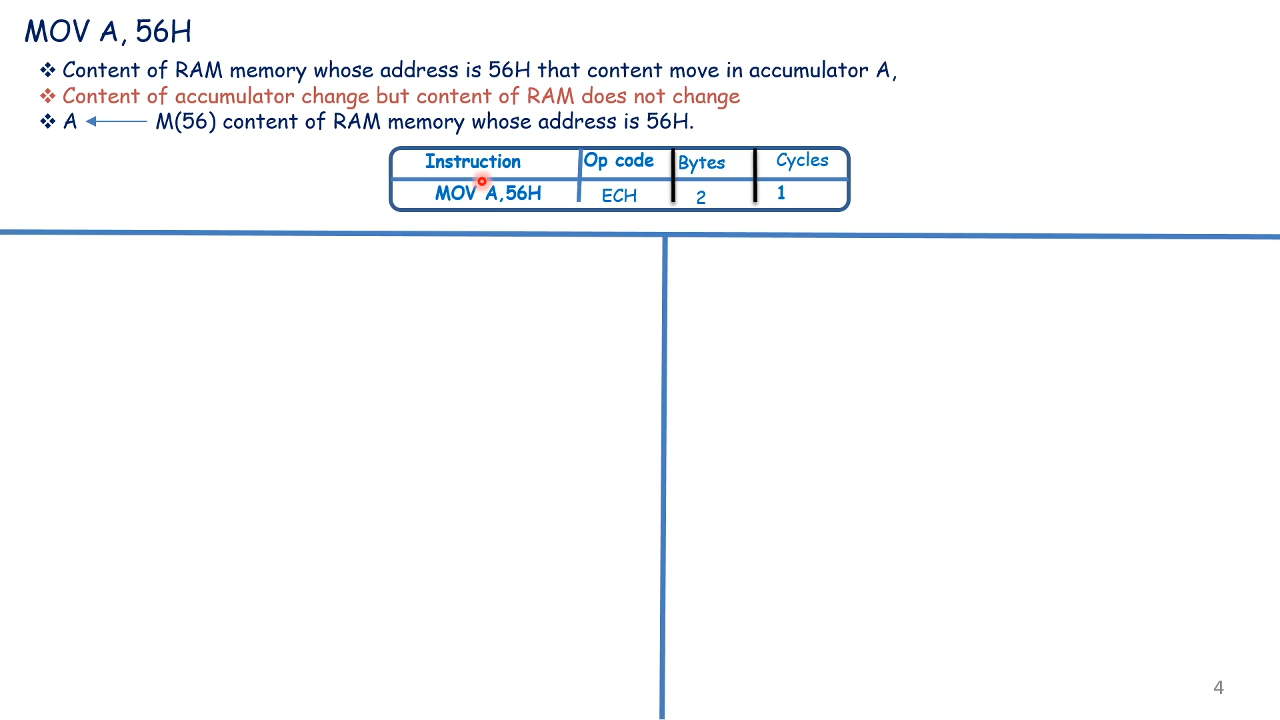 MOV A, 56H
❖ Content of RAM memory whose address is 56H that content move in accumulator A,
❖ Content of accumulator change but content of RAM does not change
❖ A ← M(56) content of RAM memory whose address is 56H.
Instruction Op code Bytes Cycles
MOV A,56H ECH 2 1
4